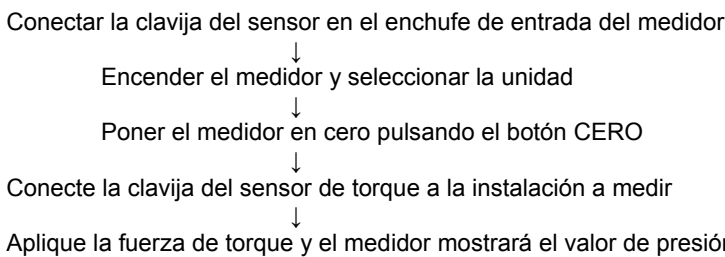 Conectar la clavija del sensor en el enchufe de entrada del medidor
↓
Encender el medidor y seleccionar la unidad
↓
Poner el medidor en cero pulsando el botón CERO
↓
Conecte la clavija del sensor de torque a la instalación a medir
↓
Aplique la fuerza de torque y el medidor mostrará el valor de presión